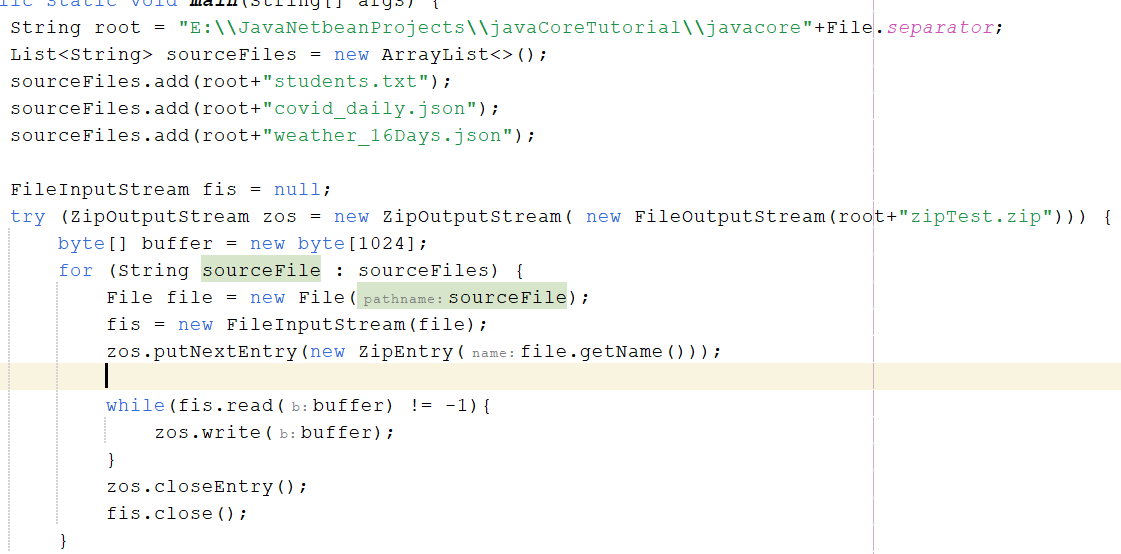 lic static void main(String[] args) {
String root = "E:\\JavaNetbeanProjects\\javaCoreTutorial\\javacore"+File.separator;
List<String> sourceFiles = new ArrayList<>();
sourceFiles.add(root+"students.txt");
sourceFiles.add(root+"covid_daily.json");
sourceFiles.add(root+"weather_16Days.json");
FileInputStream fis = null;
try (ZipOutputStream zos = new ZipOutputStream( new FileOutputStream(root+"zipTest.zip"))) {
byte[] buffer = new byte[1024];
for (String sourceFile : sourceFiles) {
File file = new File( pathname: sourceFile);
fis = new FileInputStream(file);
zos.putNextEntry(new ZipEntry( name: file.getName()));
while(fis.read( b: buffer) != -1){
zos.write( b: buffer);
}
zos.closeEntry();
fis.close();
}